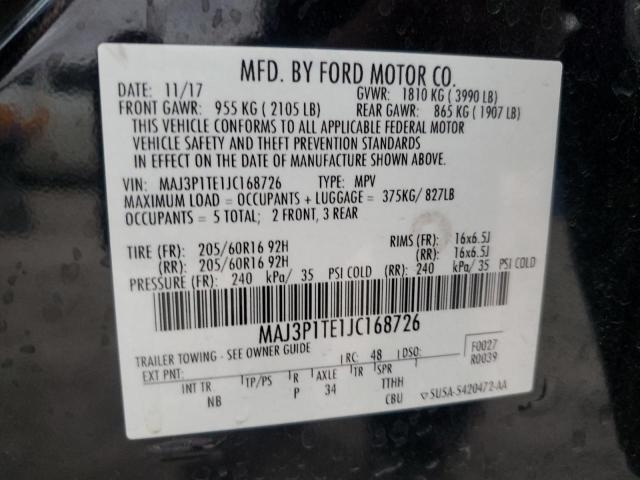 MFD. BY FORD MOTOR CO.
DATE: 11/17 GVWR: 1810 KG ( 3990 LB)
FRONT GAWR: 955 KG ( 2105 LB) REAR GAWR: 865 KG ( 1907 LB)
THIS VEHICLE CONFORMS TO ALL APPLICABLE FEDERAL MOTOR
VEHICLE SAFETY AND THEFT PREVENTION STANDARDS
IN EFFECT ON THE DATE OF MANUFACTURE SHOWN ABOVE.
VIN: MAJ3P1TE1JC168726 TYPE: MPV
MAXIMUM LOAD = OCCUPANTS + LUGGAGE = 375KG/ 827LB
OCCUPANTS = 5 TOTAL; 2 FRONT, 3 REAR
TIRE (FR): 205/60R16 92H RIMS (FR): 16x6.5J
(RR): 205/60R16 92H (RR): 16x6.5J
PRESSURE (FR): 240 kPa/ 35 PSI COLD (RR): 240 kPa/ 35 PSI COLD
MAJ3P1TE1JC168726
TRAILER TOWING - SEE OWNER GUIDE F0027
EXT PNT: RC: 48 DSO: R0039
INT TR TP/PS R AXLE TR SPR
NB P 34 TTHH
CBU SU5A-5420472-AA